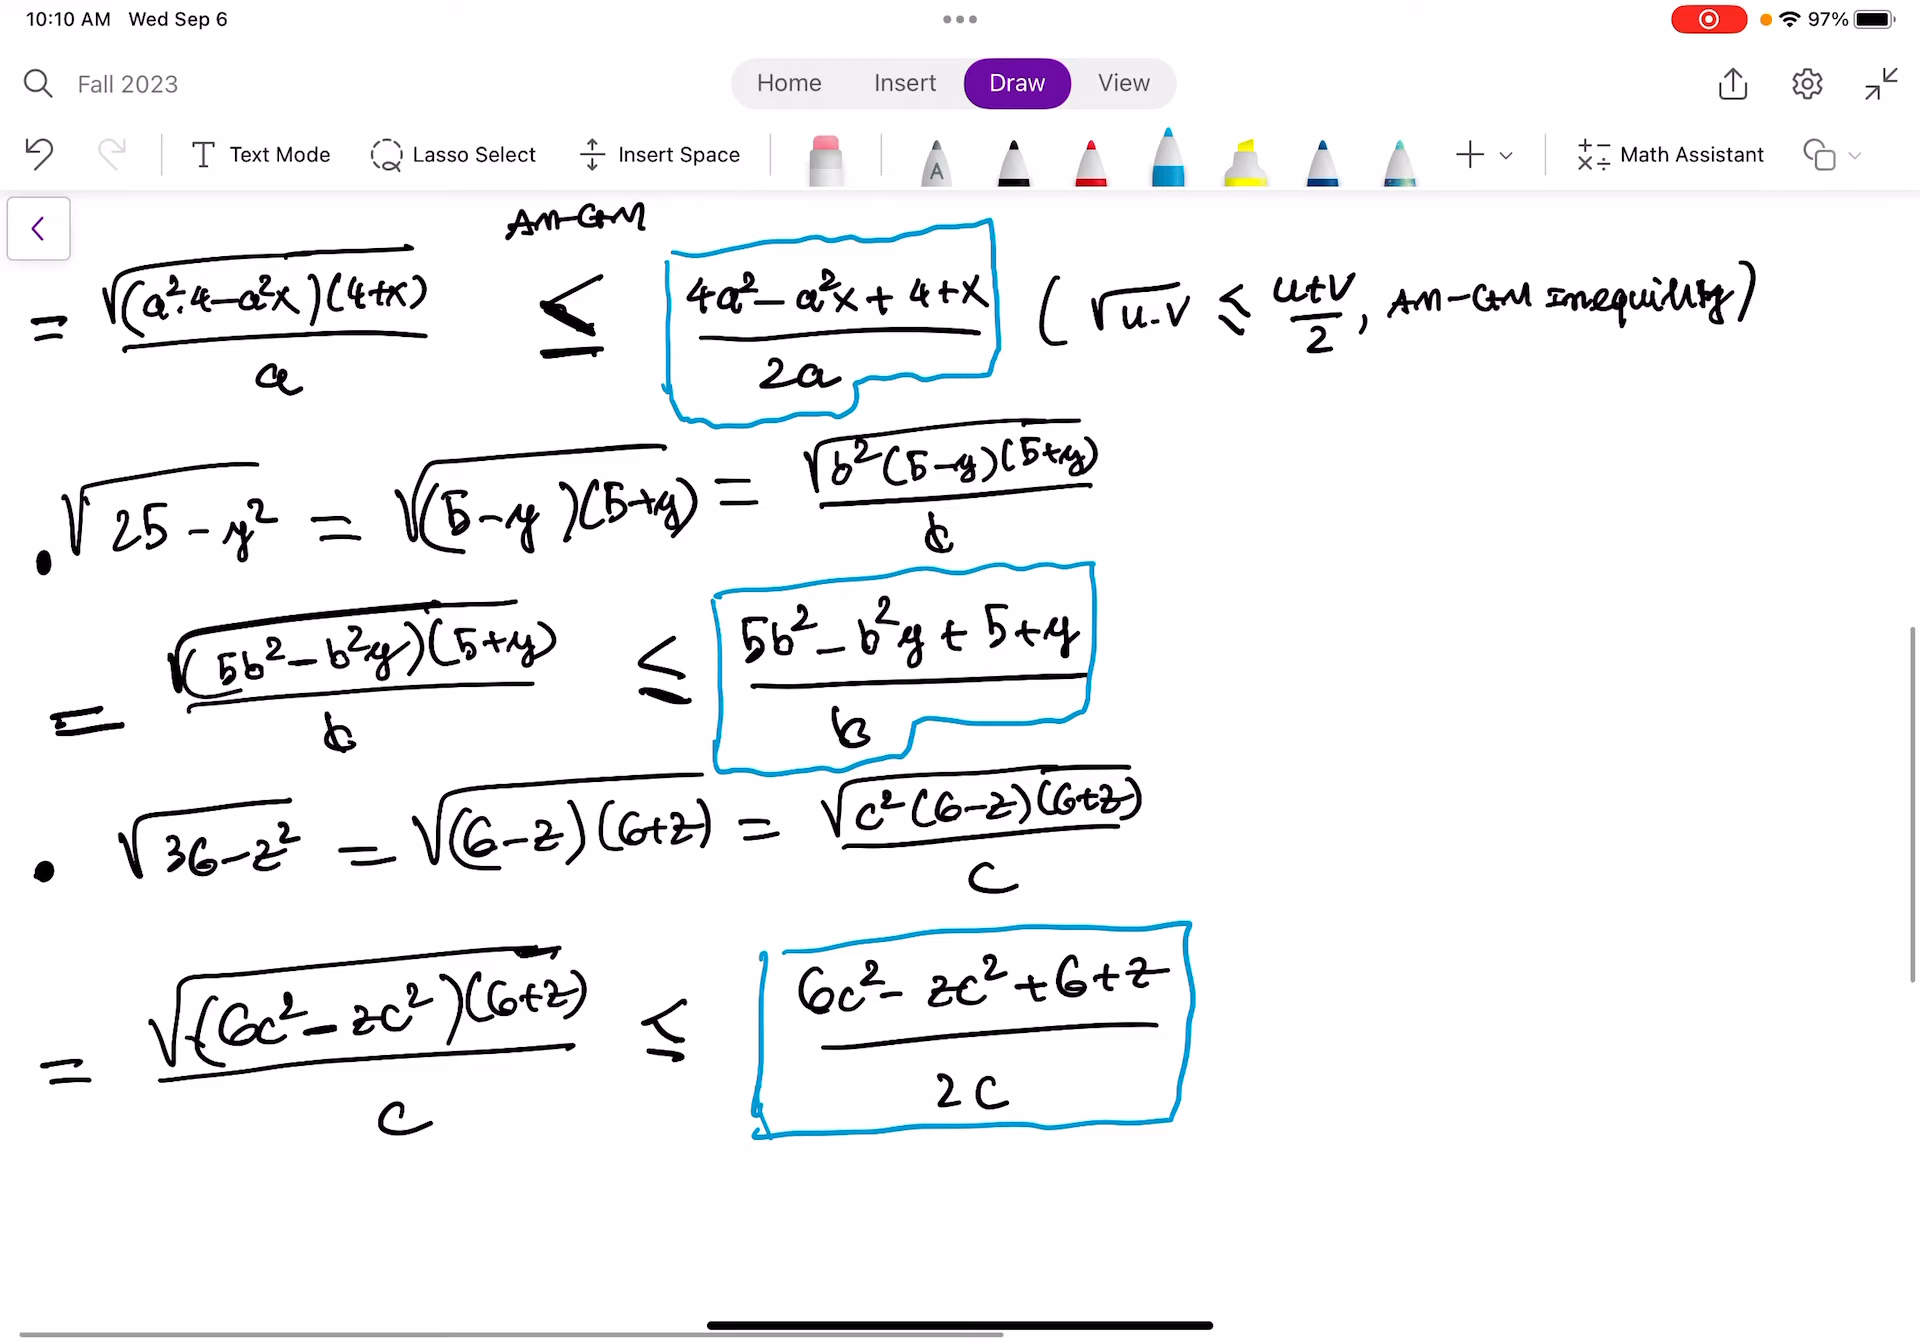 10:10 AM Wed Sep 6 97%
Fall 2023 Home Insert Draw View
Text Mode Lasso Select Insert Space A Math Assistant
AM-GM
= √((a²·4-a²x)(4+x)) / a ≤ (4a²-a²x+4+x) / 2a (√u·v ≤ (u+v)/2, AM-GM Inequility)
• √(25-y²) = √((5-y)(5+y)) = √(b²(5-y)(5+y)) / b
= √((5b²-b²y)(5+y)) / b ≤ (5b²-b²y+5+y) / b
• √(36-z²) = √((6-z)(6+z)) = √(c²(6-z)(6+z)) / c
= √((6c²-zc²)(6+z)) / c ≤ (6c²-zc²+6+z) / 2c